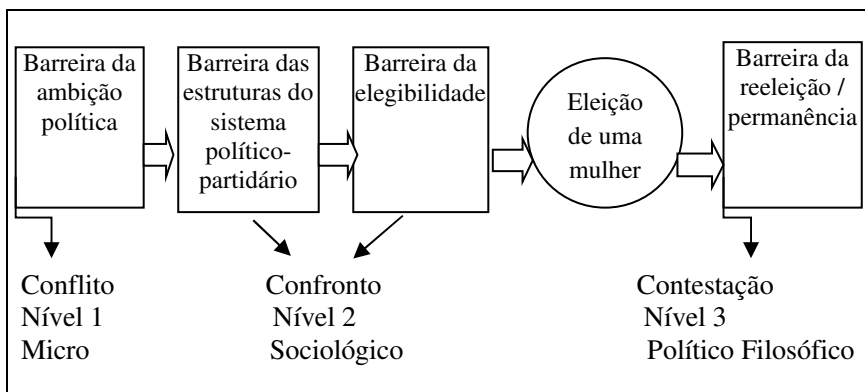 Barreira da
ambição
política
Barreira das
estruturas do
sistema
político-
partidário
Barreira da
elegibilidade
Eleição
de uma
mulher
Barreira da
reeleição /
permanência
Conflito
Nível 1
Micro
Confronto
Nível 2
Sociológico
Contestação
Nível 3
Político Filosófico